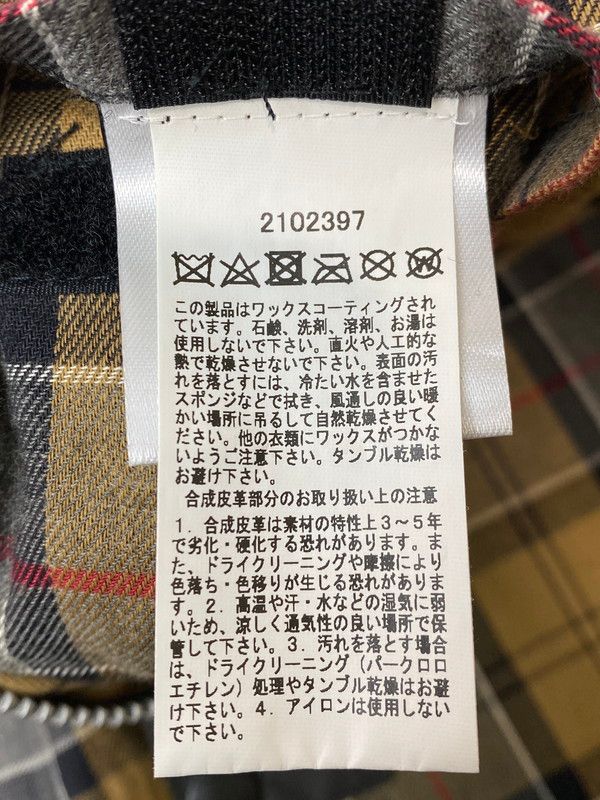 2102397
この製品はワックスコーティングされ
ています。石鹸、洗剤、溶剤、お湯は
使用しないで下さい。直火や人工的な
熱で乾燥させないで下さい。表面の汚
れを落とすには、冷たい水を含ませた
スポンジなどで拭き、風通しの良い暖
かい場所に吊るして自然乾燥させてく
ださい。他の衣類にワックスがつかな
いようご注意下さい。タンブル乾燥は
お避け下さい。
合成皮革部分のお取り扱い上の注意
1．合成皮革は素材の特性上3～5年
で劣化・硬化する恐れがあります。ま
た、ドライクリーニングや摩擦により
色落ち・色移りが生じる恐れがありま
す。2．高温や汗・水などの湿気に弱
いため、涼しく通気性の良い場所で保
管して下さい。3．汚れを落とす場合
は、ドライクリーニング（パークロロ
エチレン）処理やタンブル乾燥はお避
け下さい。4．アイロンは使用しない
で下さい。